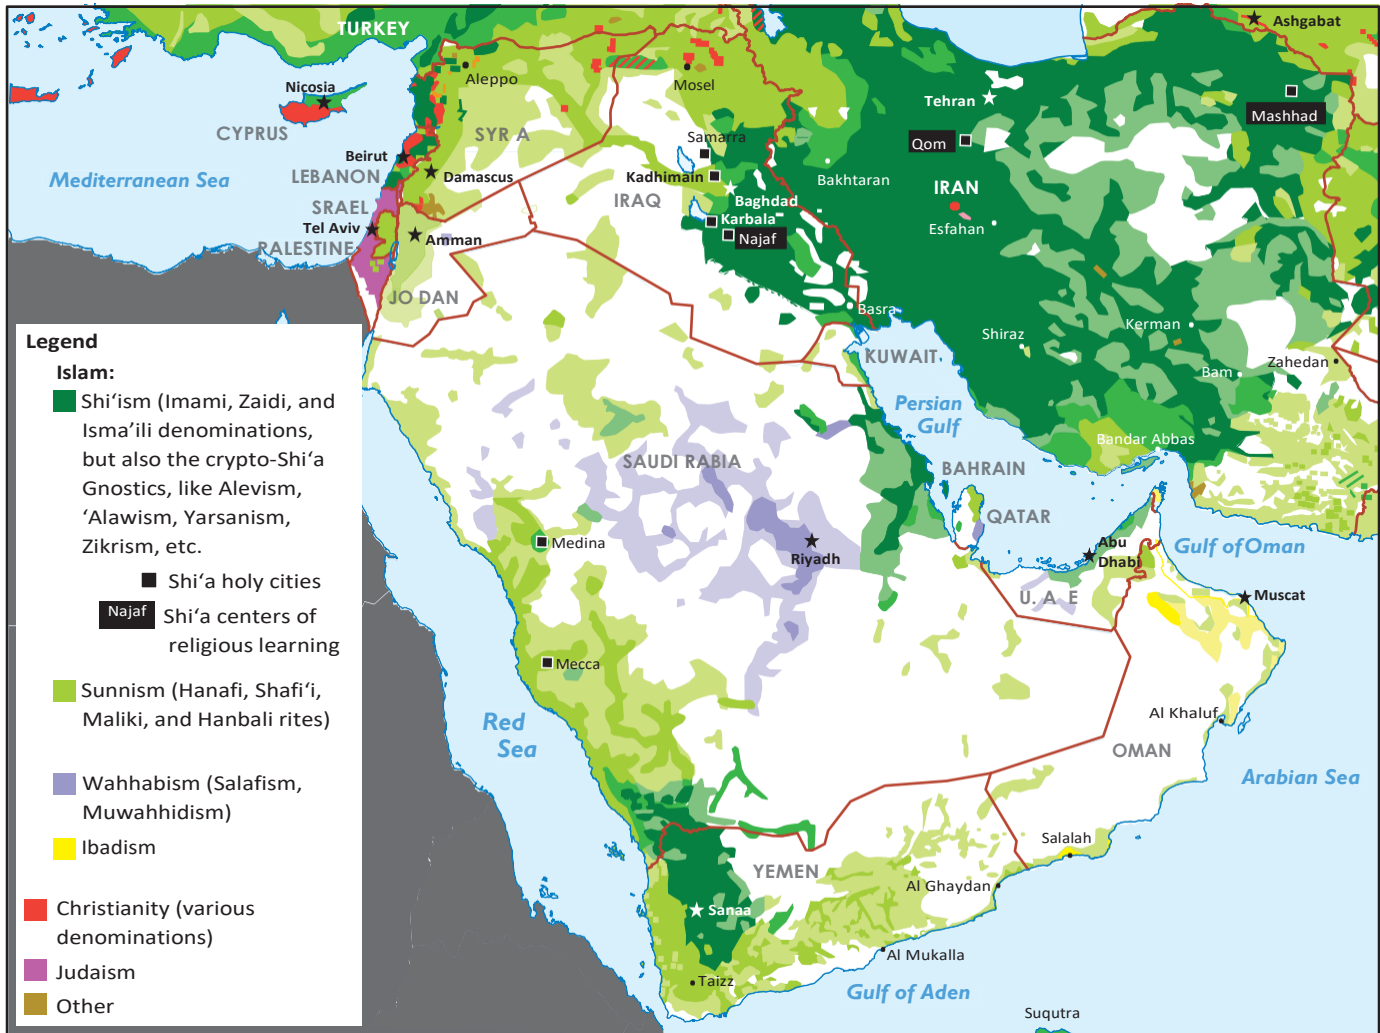 TURKEY
Ashgabat
Nicosia
Aleppo
Mosel
Tehran
Mashhad
CYPRUS
SYR A
Samarra
Qom
Beirut
LEBANON
Damascus
Kadhimain
Bakhtaran
Mediterranean Sea
IRAQ
Baghdad
IRAN
SRAEL
Karbala
Esfahan
Tel Aviv
Amman
Najaf
RALESTINE
JO DAN
Basra
Shiraz
Kerman
KUWAIT
Zahedan
Bam
Persian
Gulf
Bandar Abbas
SAUDI RABIA
BAHRAIN
QATAR
Medina
Riyadh
Abu
Dhabi
Gulf of Oman
U. A E
Muscat
Mecca
Red
Sea
Al Khaluf
OMAN
Arabian Sea
Salalah
YEMEN
Al Ghaydan
Sanaa
Al Mukalla
Taizz
Gulf of Aden
Suqutra
Legend
Islam:
Shi‘ism (Imami, Zaidi, and
Isma’ili denominations,
but also the crypto-Shi‘a
Gnostics, like Alevism,
‘Alawism, Yarsanism,
Zikrism, etc.
Shi‘a holy cities
Najaf
Shi‘a centers of
religious learning
Sunnism (Hanafi, Shafi‘i,
Maliki, and Hanbali rites)
Wahhabism (Salafism,
Muwahhidism)
Ibadism
Christianity (various
denominations)
Judaism
Other